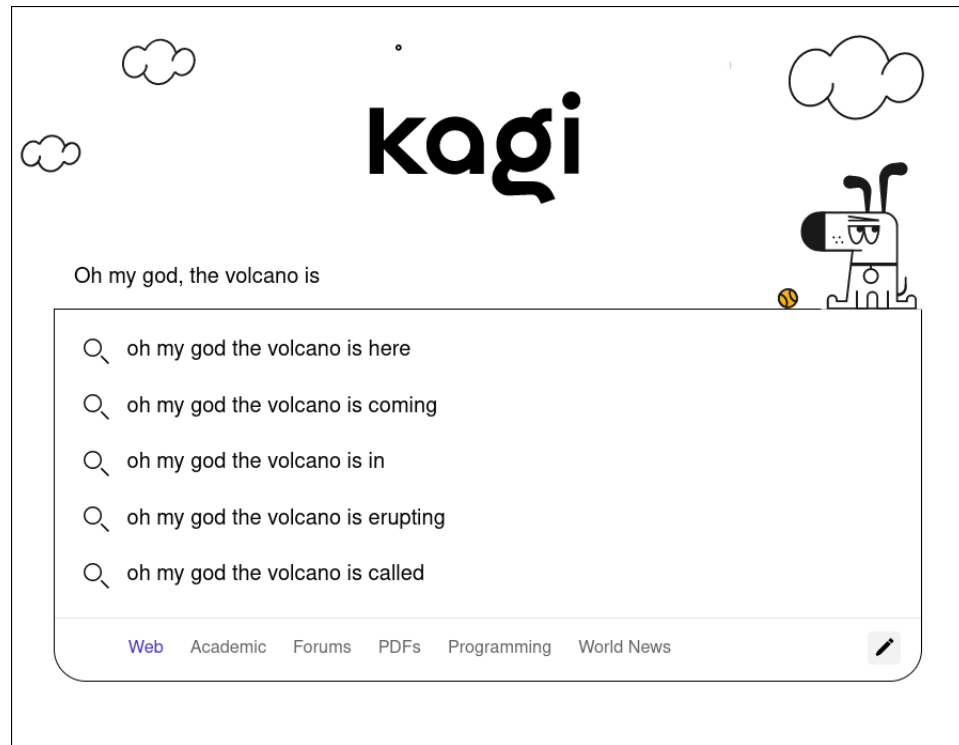 kagi
Oh my god, the volcano is
oh my god the volcano is here
oh my god the volcano is coming
oh my god the volcano is in
oh my god the volcano is erupting
oh my god the volcano is called
Web Academic Forums PDFs Programming World News